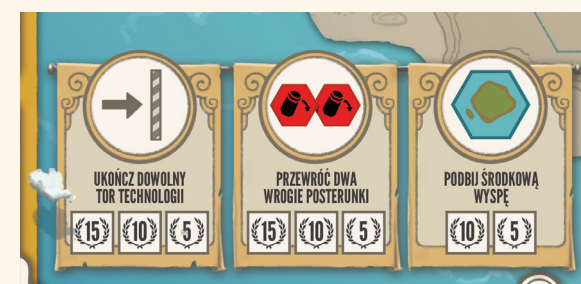 UKOŃCZ DOWOLNY
TOR TECHNOLOGII
15 10 5
PRZEWRÓĆ DWA
WROGIE POSTERUNKI
15 10 5
PODBIJ ŚRODKOWĄ
WYSPĘ
10 5